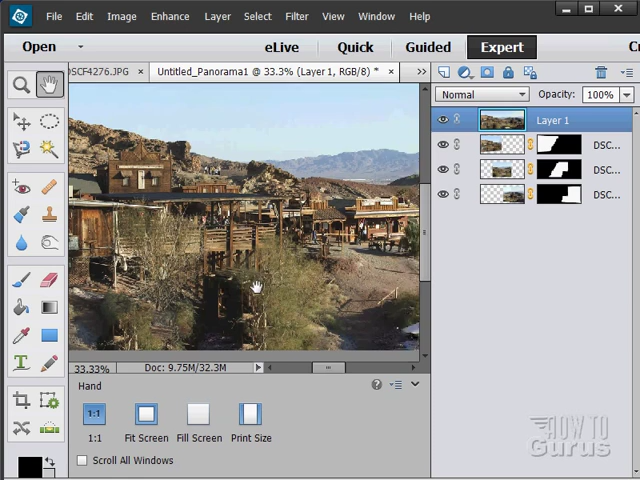 File Edit Image Enhance Layer Select Filter View Window Help
Open eLive Quick Guided Expert
DSCF4276.JPG × Untitled_Panorama1 @ 33.3% (Layer 1, RGB/8) * ×
Normal Opacity: 100%
Layer 1
DSC...
DSC...
DSC...
33.33% Doc: 9.75M/32.3M
Hand
1:1
1:1 Fit Screen Fill Screen Print Size
Scroll All Windows
HOW TO
Gurus